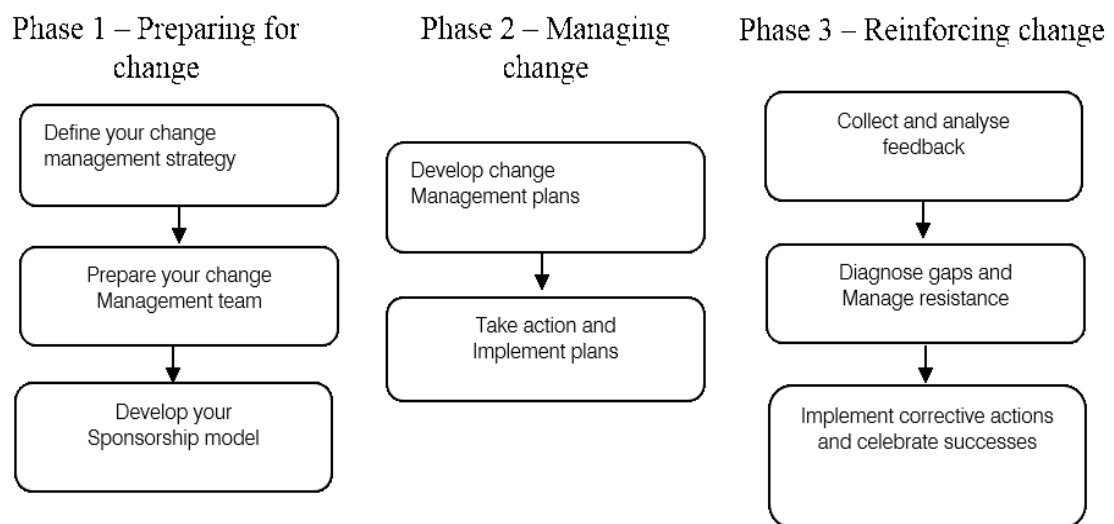 Phase 1 – Preparing for
change
Define your change
management strategy
Prepare your change
Management team
Develop your
Sponsorship model
Phase 2 – Managing
change
Develop change
Management plans
Take action and
Implement plans
Phase 3 – Reinforcing change
Collect and analyse
feedback
Diagnose gaps and
Manage resistance
Implement corrective actions
and celebrate successes